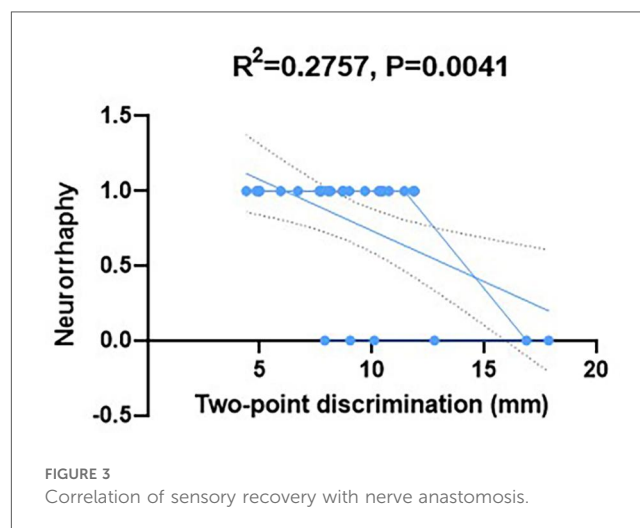 R²=0.2757, P=0.0041
Neurorrhaphy
1.5
1.0
0.5
0.0
-0.5
5
10
15
20
Two-point discrimination (mm)
FIGURE 3
Correlation of sensory recovery with nerve anastomosis.